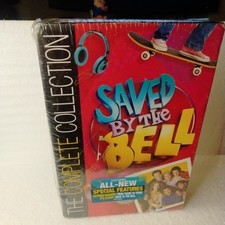 THE COMPLETE COLLECTION
SAVED
BY THE
BELL
ALL-NEW
SPECIAL FEATURES